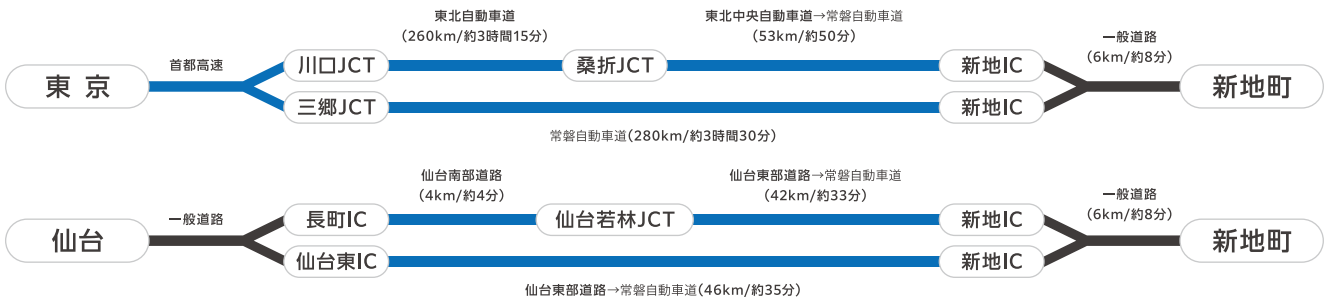 東北自動車道
(260km/約3時間15分)
東北中央自動車道→常磐自動車道
(53km/約50分)
一般道路
(6km/約8分)
首都高速
川口JCT
桑折JCT
新地IC
東京
新地町
三郷JCT
新地IC
常磐自動車道(280km/約3時間30分)
仙台南部道路
(4km/約4分)
仙台東部道路→常磐自動車道
(42km/約33分)
一般道路
(6km/約8分)
一般道路
長町IC
仙台若林JCT
新地IC
仙台
新地町
仙台東IC
新地IC
仙台東部道路→常磐自動車道(46km/約35分)